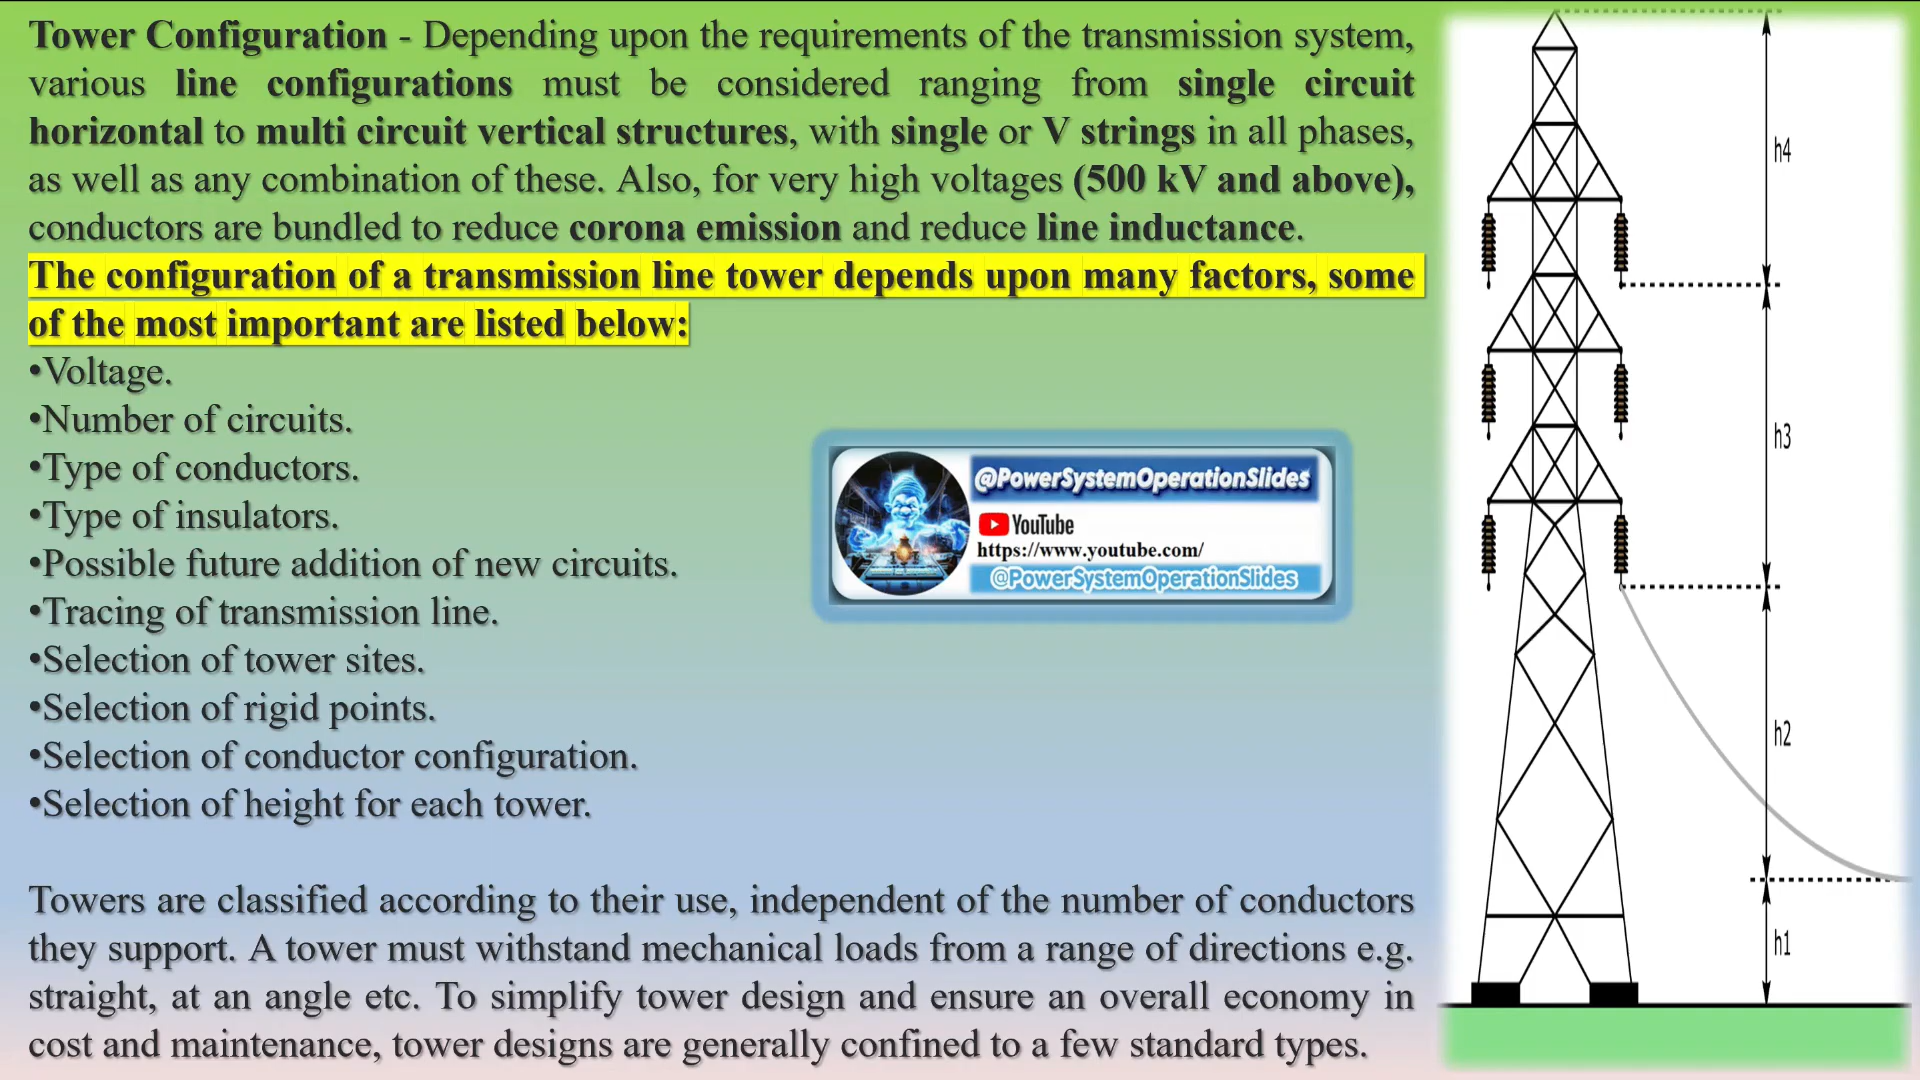 Tower Configuration - Depending upon the requirements of the transmission system,
various line configurations must be considered ranging from single circuit
horizontal to multi circuit vertical structures, with single or V strings in all phases,
as well as any combination of these. Also, for very high voltages (500 kV and above),
conductors are bundled to reduce corona emission and reduce line inductance.
The configuration of a transmission line tower depends upon many factors, some
of the most important are listed below:
•Voltage.
•Number of circuits.
•Type of conductors.
•Type of insulators.
•Possible future addition of new circuits.
•Tracing of transmission line.
•Selection of tower sites.
•Selection of rigid points.
•Selection of conductor configuration.
•Selection of height for each tower.
Towers are classified according to their use, independent of the number of conductors
they support. A tower must withstand mechanical loads from a range of directions e.g.
straight, at an angle etc. To simplify tower design and ensure an overall economy in
cost and maintenance, tower designs are generally confined to a few standard types.
@PowerSystemOperationSlides
YouTube
https://www.youtube.com/
@PowerSystemOperationSlides
h4
h3
h2
h1